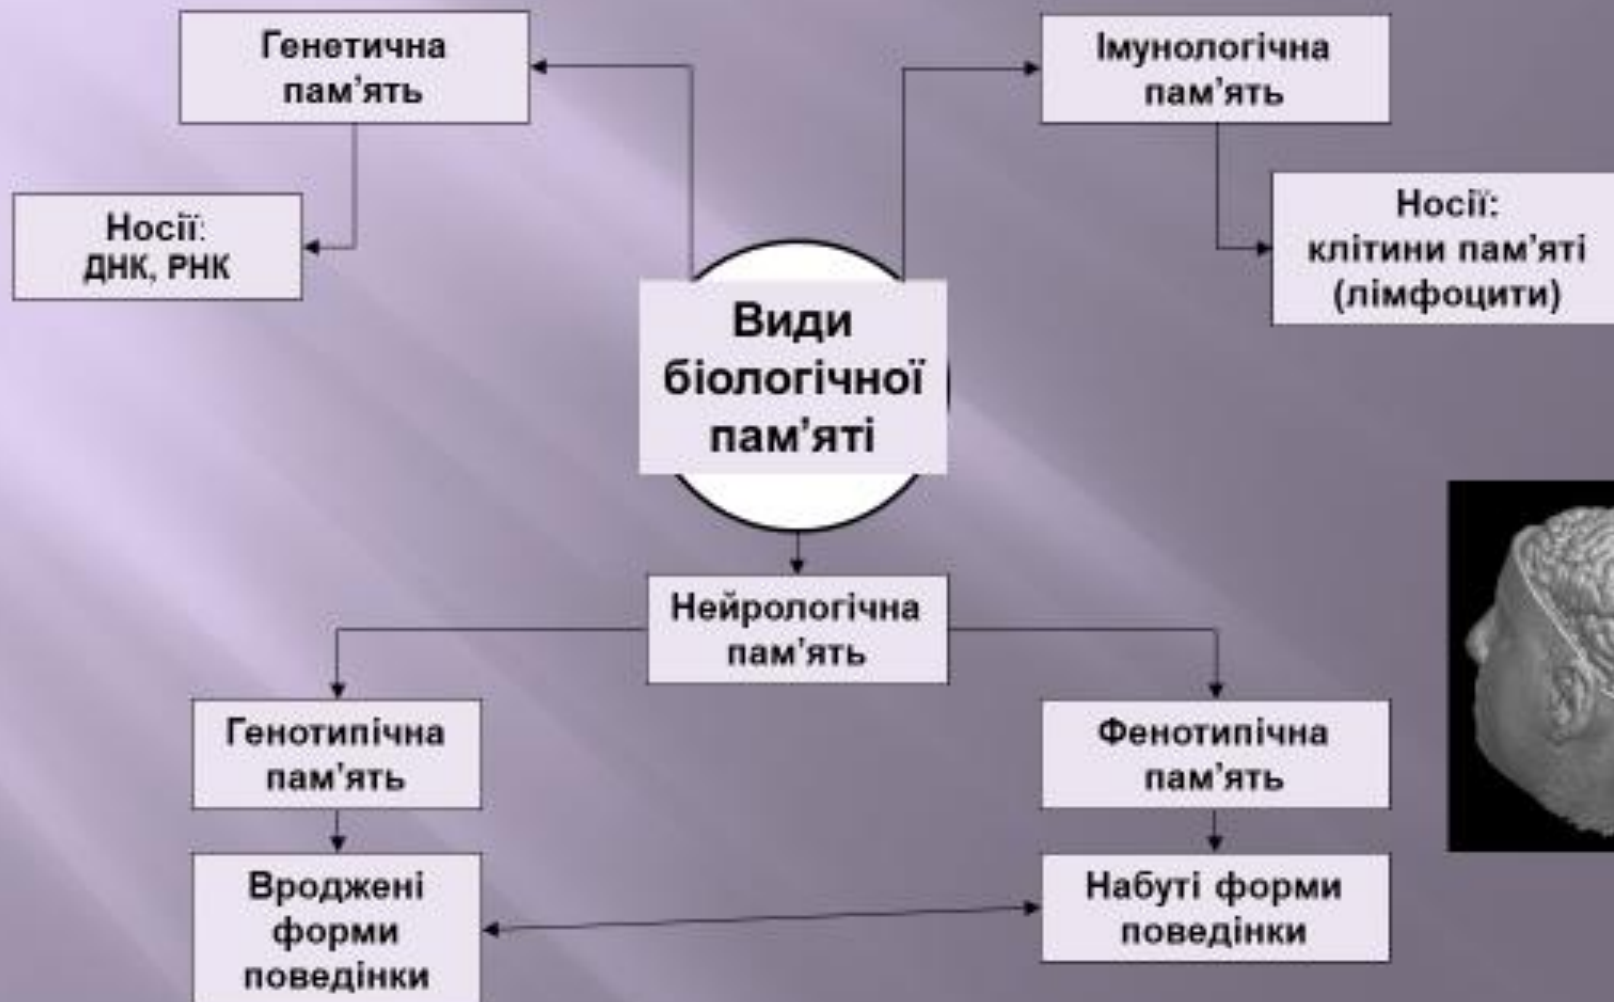 Генетична
пам’ять
Імунологічна
пам’ять
Носії:
ДНК, РНК
Носії:
клітини пам’яті
(лімфоцити)
Види
біологічної
пам’яті
Нейрологічна
пам’ять
Генотипічна
пам’ять
Фенотипічна
пам’ять
Вроджені
форми
поведінки
Набуті форми
поведінки